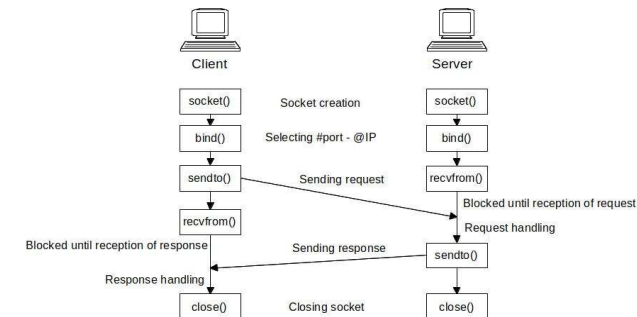 Client
Server
socket()
Socket creation
socket()
bind()
Selecting #port - @IP
bind()
sendto()
Sending request
recvfrom()
Blocked until reception of request
recvfrom()
Request handling
Blocked until reception of response
Sending response
sendto()
Response handling
close()
Closing socket
close()